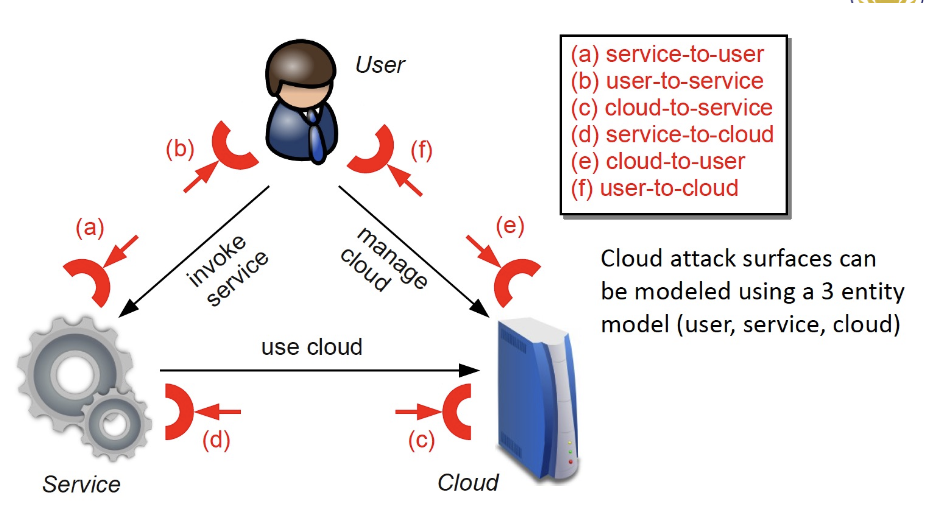 User
(a) service-to-user
(b) user-to-service
(c) cloud-to-service
(d) service-to-cloud
(e) cloud-to-user
(f) user-to-cloud
(b)
(f)
(a)
(e)
invoke
service
manage
cloud
Cloud attack surfaces can
be modeled using a 3 entity
model (user, service, cloud)
use cloud
(d)
(c)
Service
Cloud